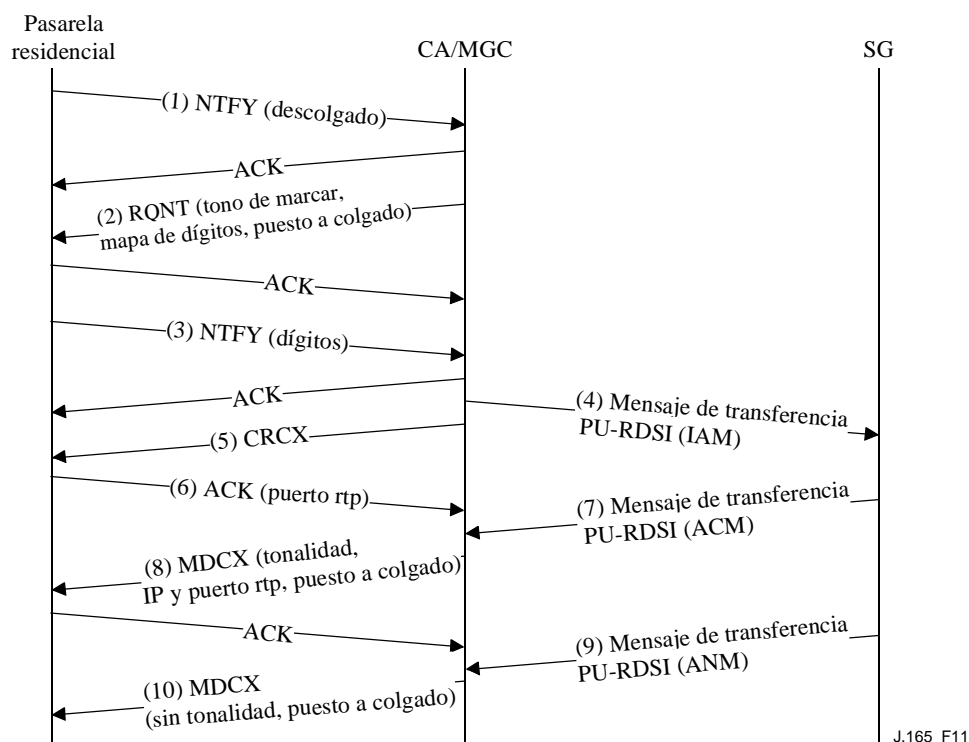 Pasarela
residencial
CA/MGC
SG
(1) NTFY (descolgado)
ACK
(2) RQNT (tono de marcar,
mapa de dígitos, puesto a colgado)
ACK
(3) NTFY (dígitos)
ACK
(4) Mensaje de transferencia
PU-RDSI (IAM)
(5) CRCX
(6) ACK (puerto rtp)
(7) Mensaje de transferencia
PU-RDSI (ACM)
(8) MDCX (tonalidad,
IP y puerto rtp, puesto a colgado)
ACK
(9) Mensaje de transferencia
PU-RDSI (ANM)
(10) MDCX
(sin tonalidad, puesto a colgado)
J.165_F11